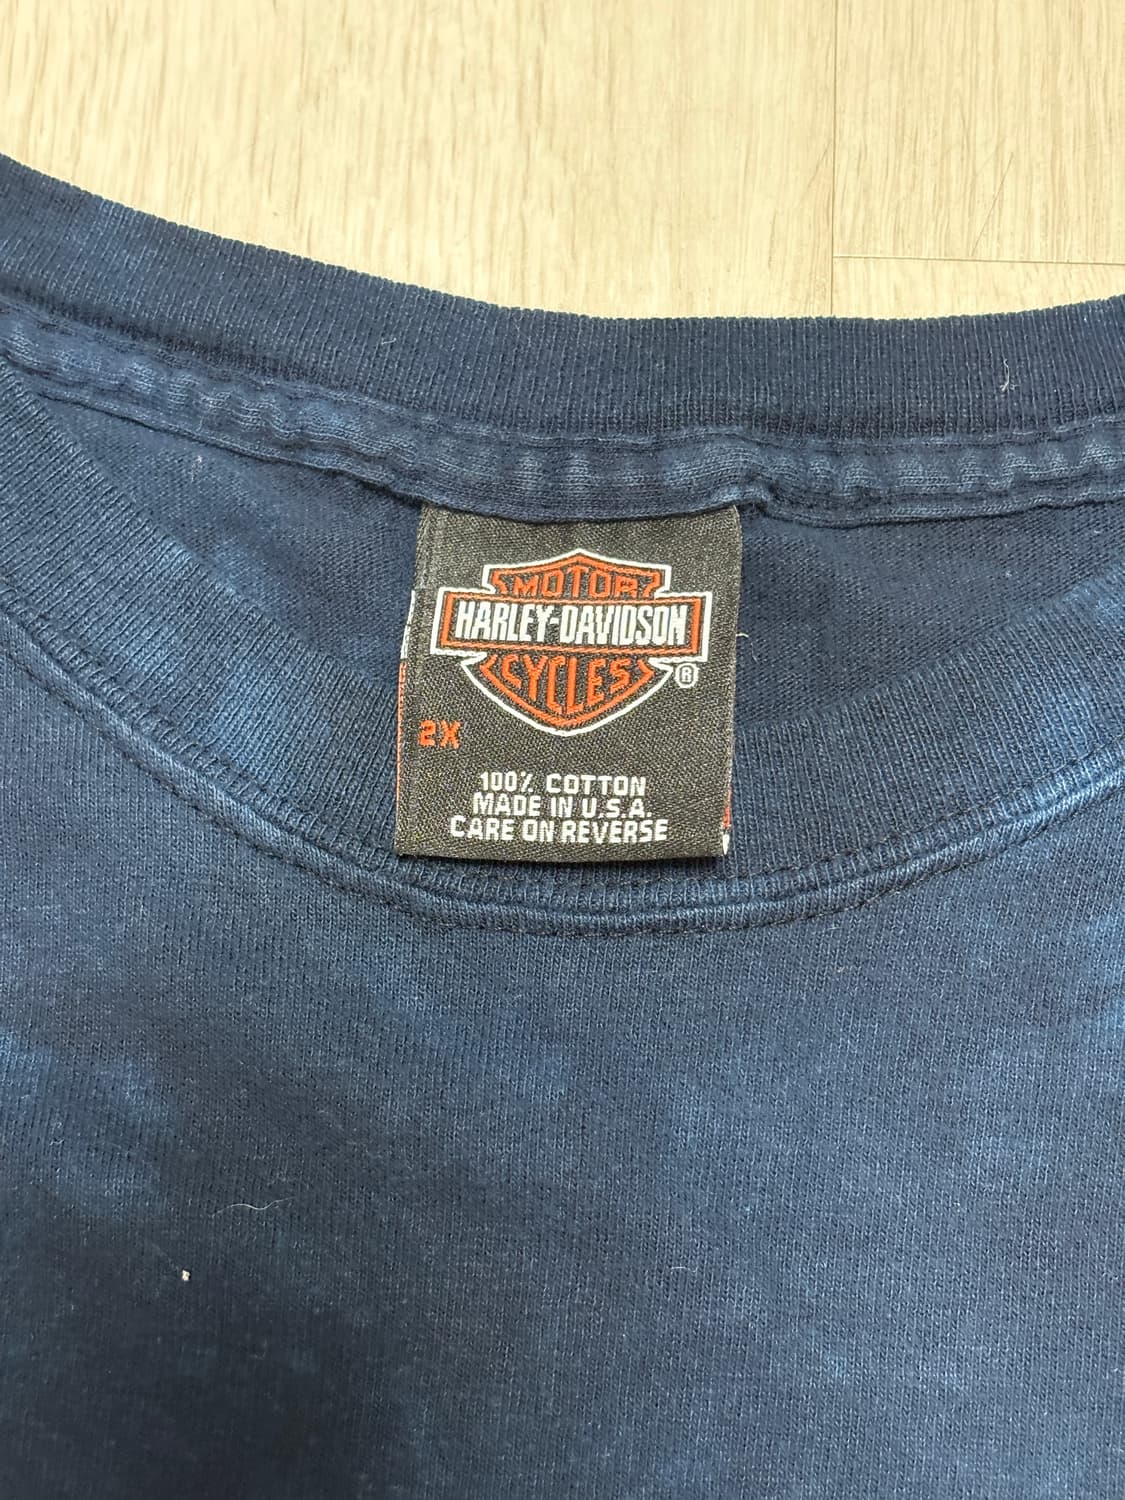 MOTOR
HARLEY-DAVIDSON
CYCLES
®
2X
100% COTTON
MADE IN U.S.A.
CARE ON REVERSE